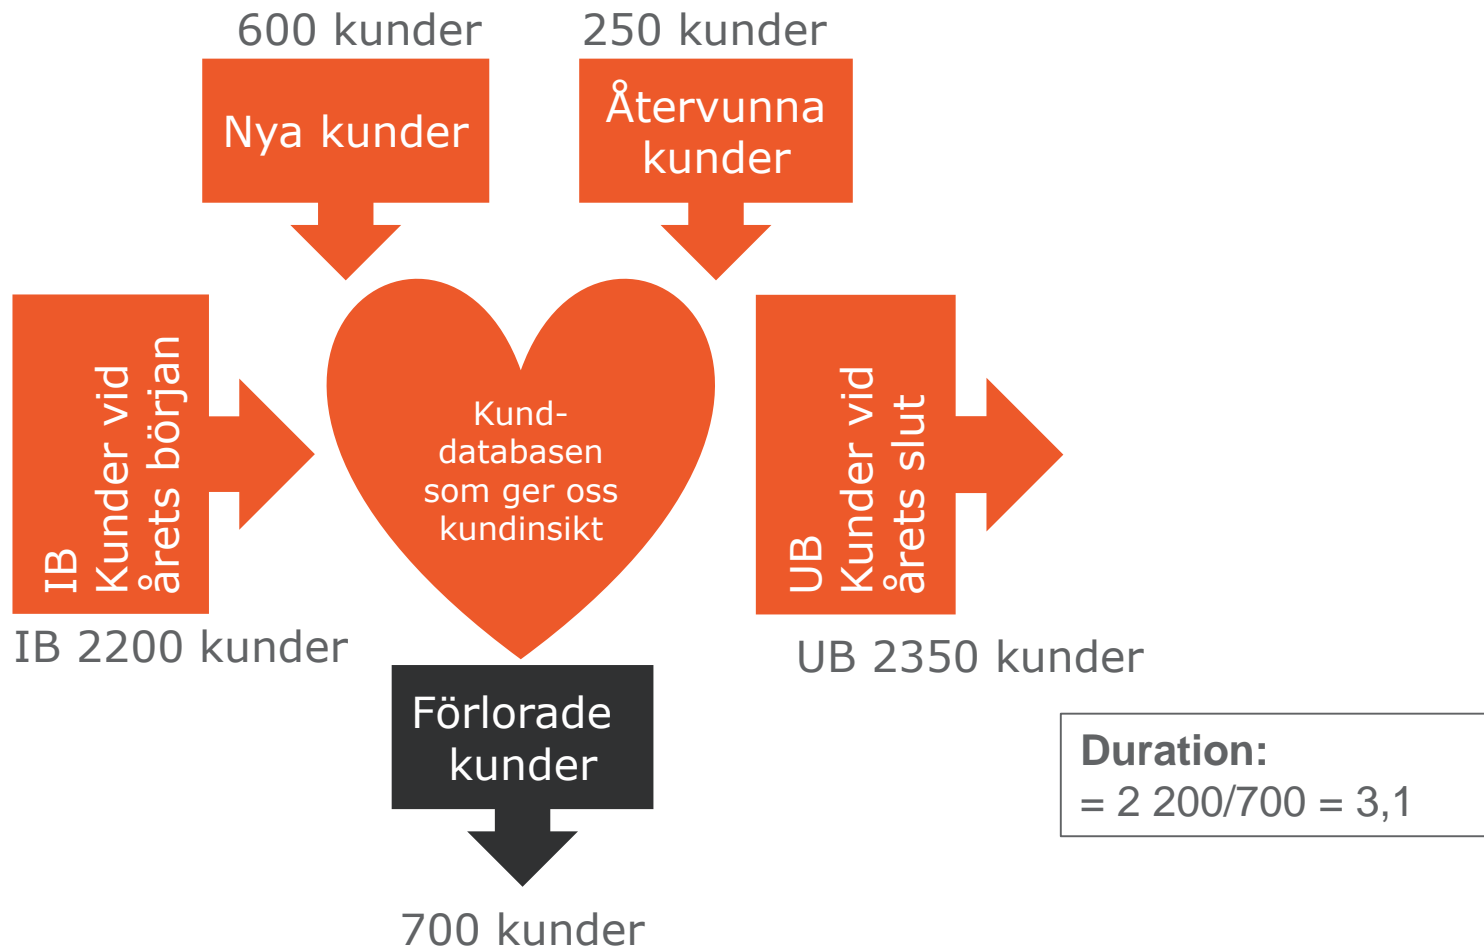 600 kunder
250 kunder
Nya kunder
Återvunna
kunder
IB
Kunder vid
årets början
Kund-
databasen
som ger oss
kundinsikt
UB
Kunder vid
årets slut
IB 2200 kunder
UB 2350 kunder
Förlorade
kunder
Duration:
= 2 200/700 = 3,1
700 kunder